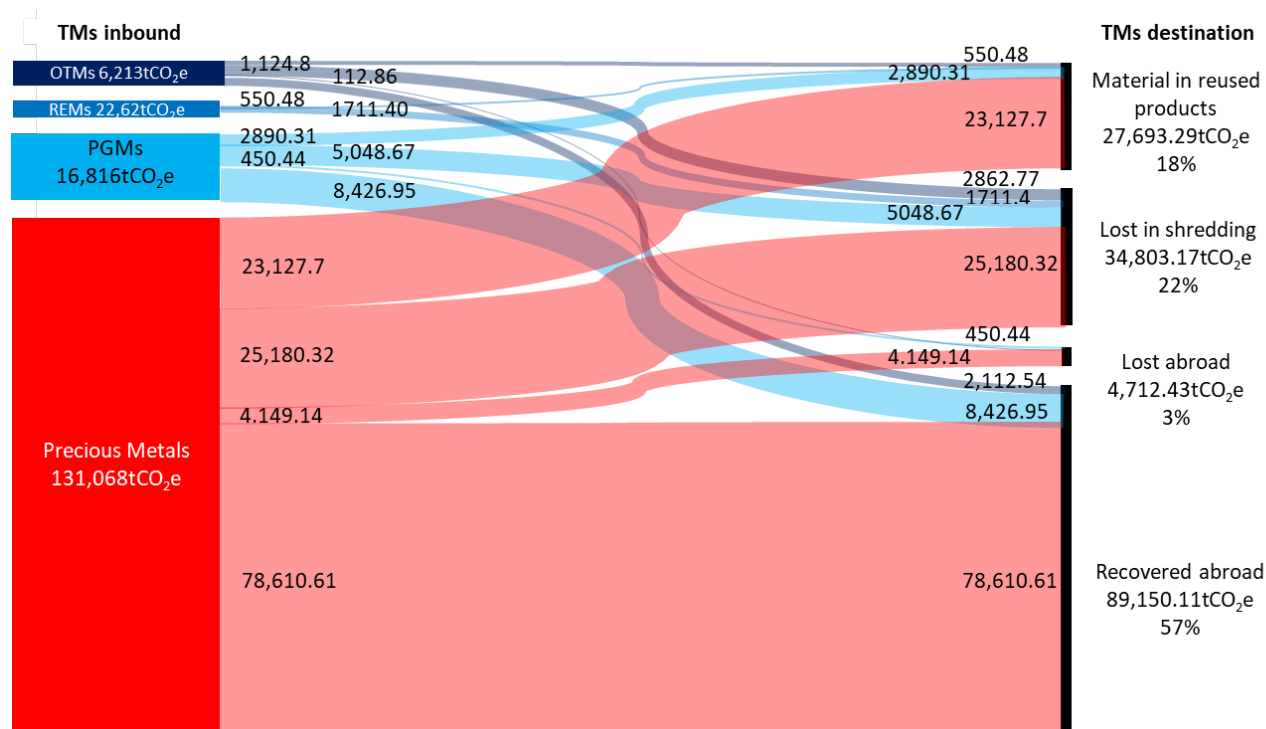 TMs inbound
TMs destination
OTMs 6,213tCO₂e
REMs 22,62tCO₂e
PGMs
16,816tCO₂e
Precious Metals
131,068tCO₂e
1,124.8
112.86
550.48
1711.40
2890.31
5,048.67
450.44
8,426.95
23,127.7
25,180.32
4.149.14
78,610.61
550.48
2,890.31
23,127.7
2862.77
1711.4
5048.67
25,180.32
450.44
4.149.14
2,112.54
8,426.95
78,610.61
Material in reused
products
27,693.29tCO₂e
18%
Lost in shredding
34,803.17tCO₂e
22%
Lost abroad
4,712.43tCO₂e
3%
Recovered abroad
89,150.11tCO₂e
57%